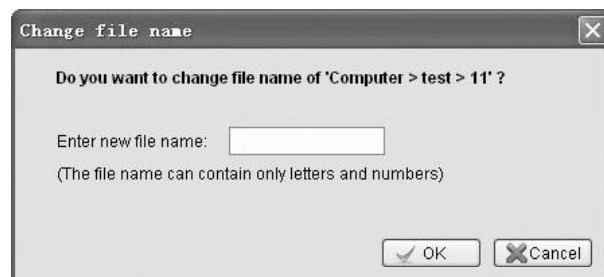 Change file name
Do you want to change file name of 'Computer > test > 11' ?
Enter new file name:
(The file name can contain only letters and numbers)
OK
Cancel